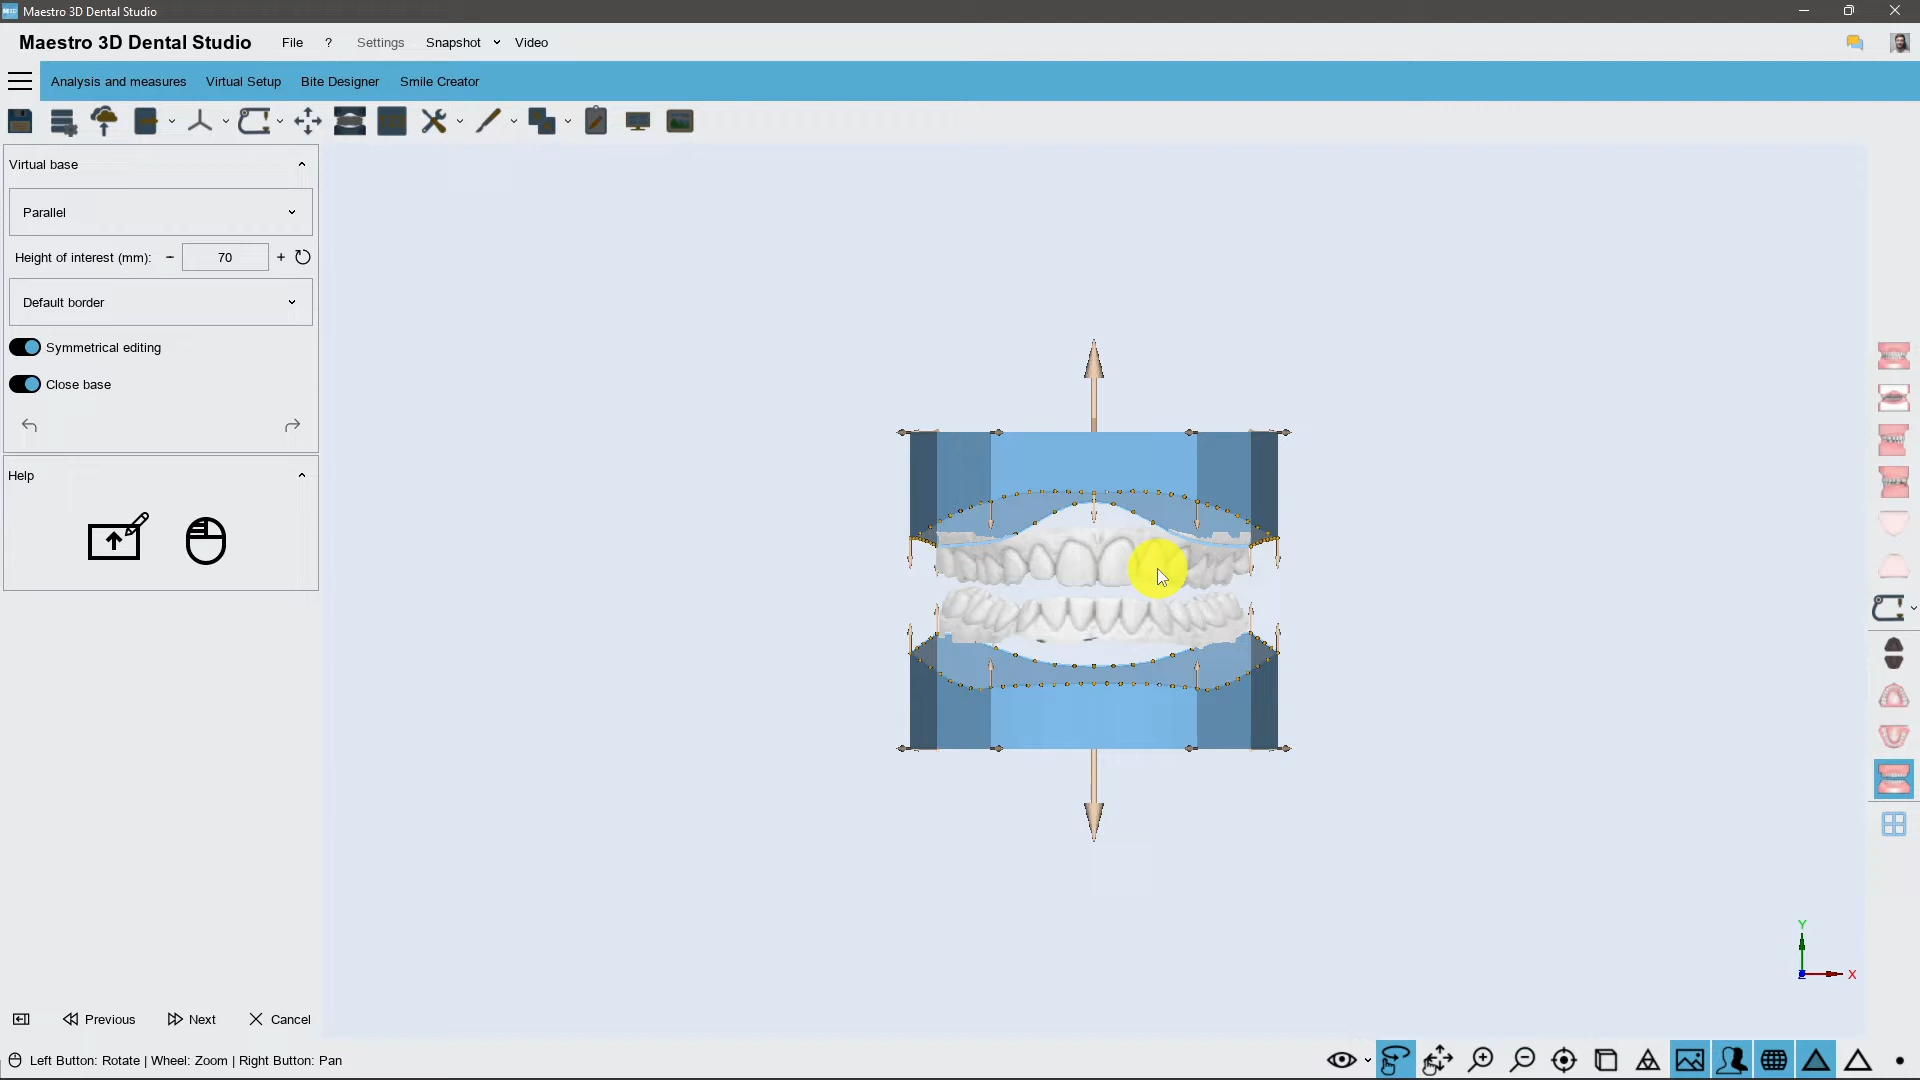 Maestro 3D Dental Studio
Maestro 3D Dental Studio File ? Settings Snapshot Video
Analysis and measures Virtual Setup Bite Designer Smile Creator
Virtual base
Parallel
Height of interest (mm): - 70 +
Default border
Symmetrical editing
Close base
Help
Y
X
Z
Previous Next Cancel
Left Button: Rotate | Wheel: Zoom | Right Button: Pan